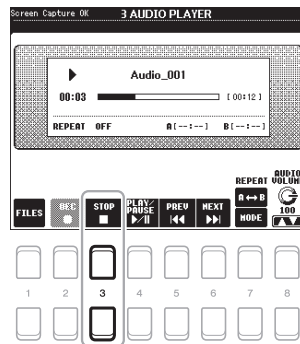 Screen Capture OK 3 AUDIO PLAYER
Audio_001
00:03 [ 00:12 ]
REPEAT OFF A[--:--] B[--:--]
REPEAT AUDIO VOLUME
FILES REC STOP PLAY/PAUSE PREV NEXT A↔B 100
MODE
1 2 3 4 5 6 7 8